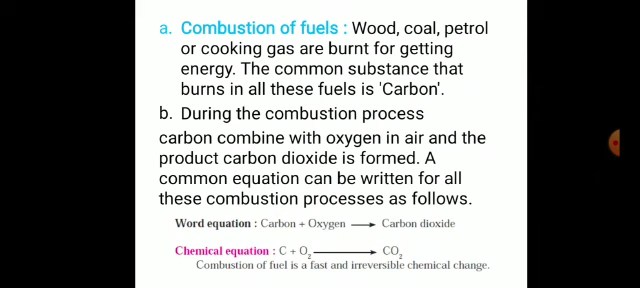 a. Combustion of fuels : Wood, coal, petrol
or cooking gas are burnt for getting
energy. The common substance that
burns in all these fuels is 'Carbon'.
b. During the combustion process
carbon combine with oxygen in air and the
product carbon dioxide is formed. A
common equation can be written for all
these combustion processes as follows.
Word equation : Carbon + Oxygen ⟶ Carbon dioxide
Chemical equation : C + O₂ ⟶ CO₂
Combustion of fuel is a fast and irreversible chemical change.